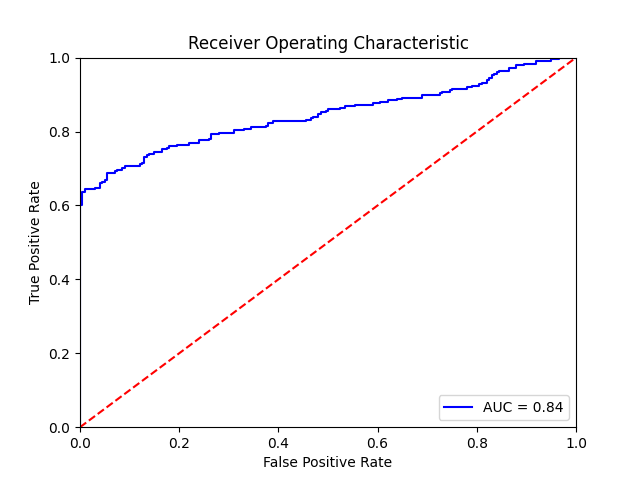 Receiver Operating Characteristic
1.0
0.8
0.6
0.4
0.2
0.0
True Positive Rate
AUC = 0.84
0.0 0.2 0.4 0.6 0.8 1.0
False Positive Rate